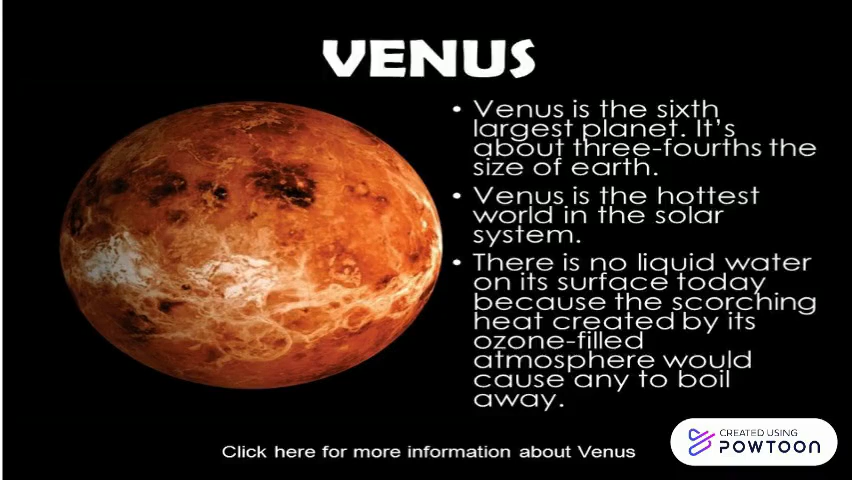 VENUS
• Venus is the sixth
largest planet. It's
about three-fourths the
size of earth.
• Venus is the hottest
world in the solar
system.
• There is no liquid water
on its surface today
because the scorching
heat created by its
ozone-filled
atmosphere would
cause any to boil
away.
Click here for more information about Venus
CREATED USING
POWTOON